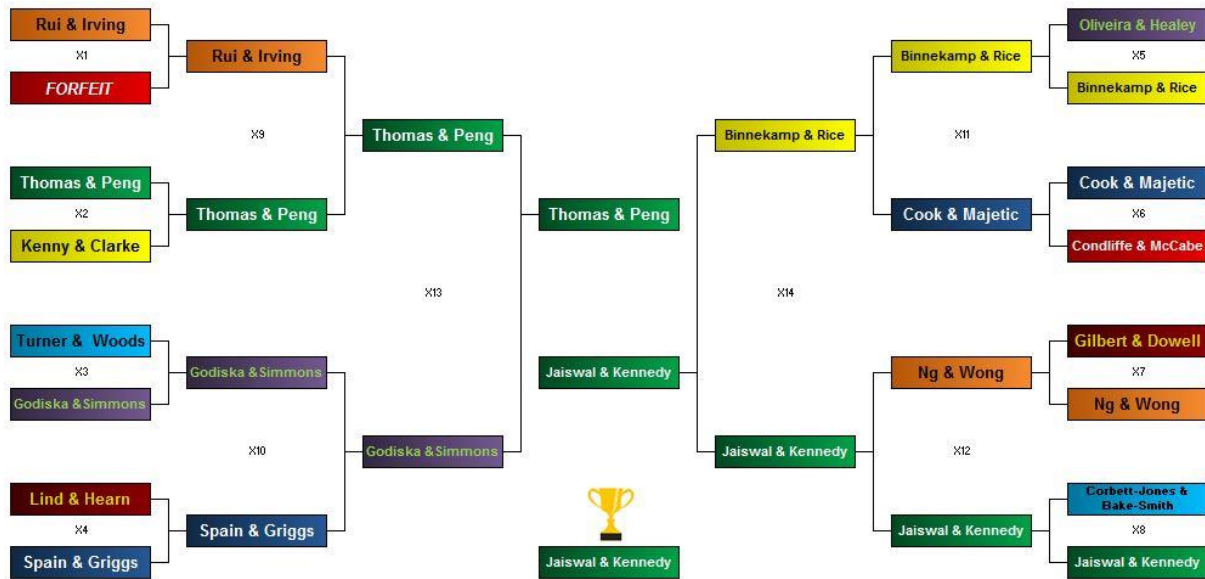 Rui & Irving
X1
FORFEIT
Rui & Irving
X9
Thomas & Peng
X2
Kenny & Clarke
Thomas & Peng
Thomas & Peng
X13
Turner & Woods
X3
Godiska &Simmons
Godiska &Simmons
X10
Lind & Hearn
X4
Spain & Griggs
Spain & Griggs
Godiska &Simmons
Thomas & Peng
Jaiswal & Kennedy
Jaiswal & Kennedy
Binnekamp & Rice
X14
Jaiswal & Kennedy
Binnekamp & Rice
X11
Cook & Majetic
Ng & Wong
X12
Jaiswal & Kennedy
Oliveira & Healey
X5
Binnekamp & Rice
Cook & Majetic
X6
Condliffe & McCabe
Gilbert & Dowell
X7
Ng & Wong
Corbett-Jones &
Bake-Smith
X8
Jaiswal & Kennedy